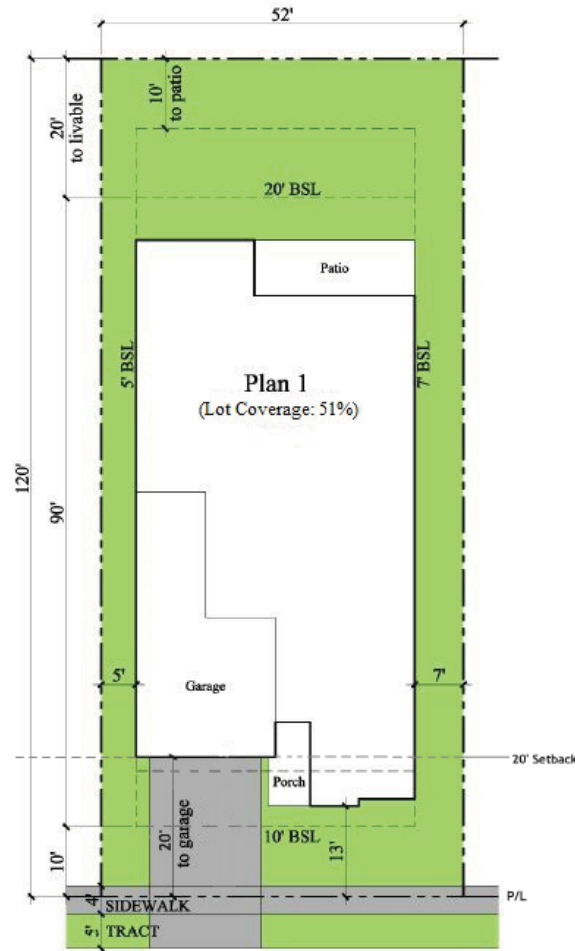 52'
10'
to patio
20'
to livable
20' BSL
Patio
5' BSL
7' BSL
Plan 1
(Lot Coverage: 51%)
120'
90'
5'
7'
Garage
20' Setback
Porch
20'
to garage
10' BSL
13'
10'
P/L
4'
SIDEWALK
TRACT